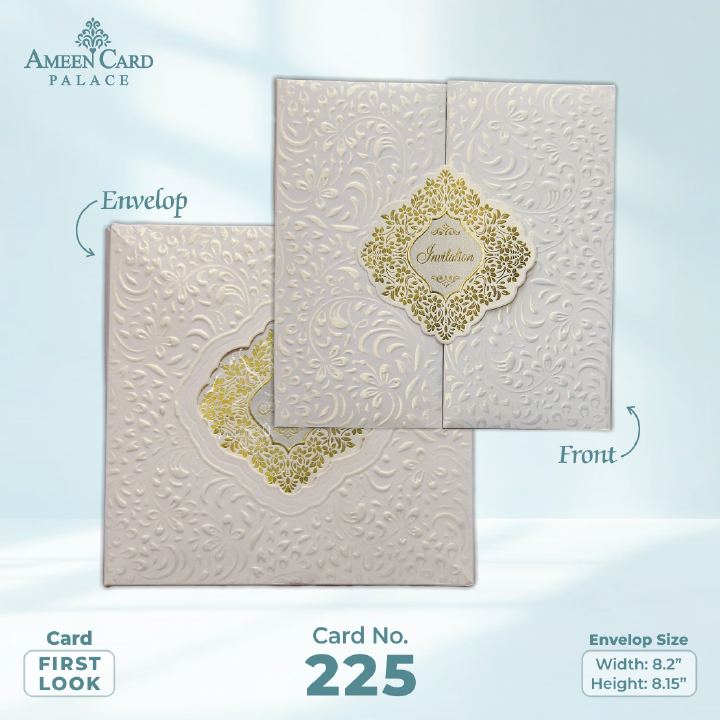 AMEEN CARD
PALACE
Envelop
Invitation
Front
Card
FIRST
LOOK
Card No.
225
Envelop Size
Width: 8.2”
Height: 8.15”